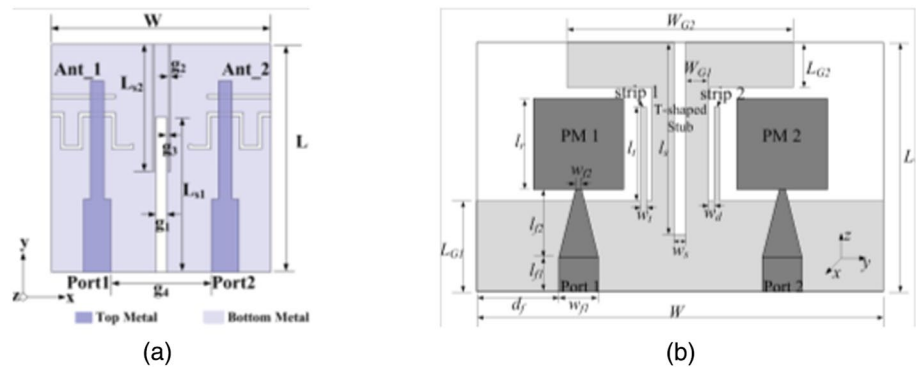 W
Ant_1
Ant_2
g2
Ls2
g3
L
Ls1
g1
y
z
x
Port1
g4
Port2
Top Metal
Bottom Metal
(a)
WG2
LG2
WG1
strip 1
strip 2
T-shaped
Stub
lr
lt
ls
L
PM 1
PM 2
wf2
wt
wd
lf2
LG1
ws
z
y
x
lf1
Port 1
Port 2
df
wf1
W
(b)